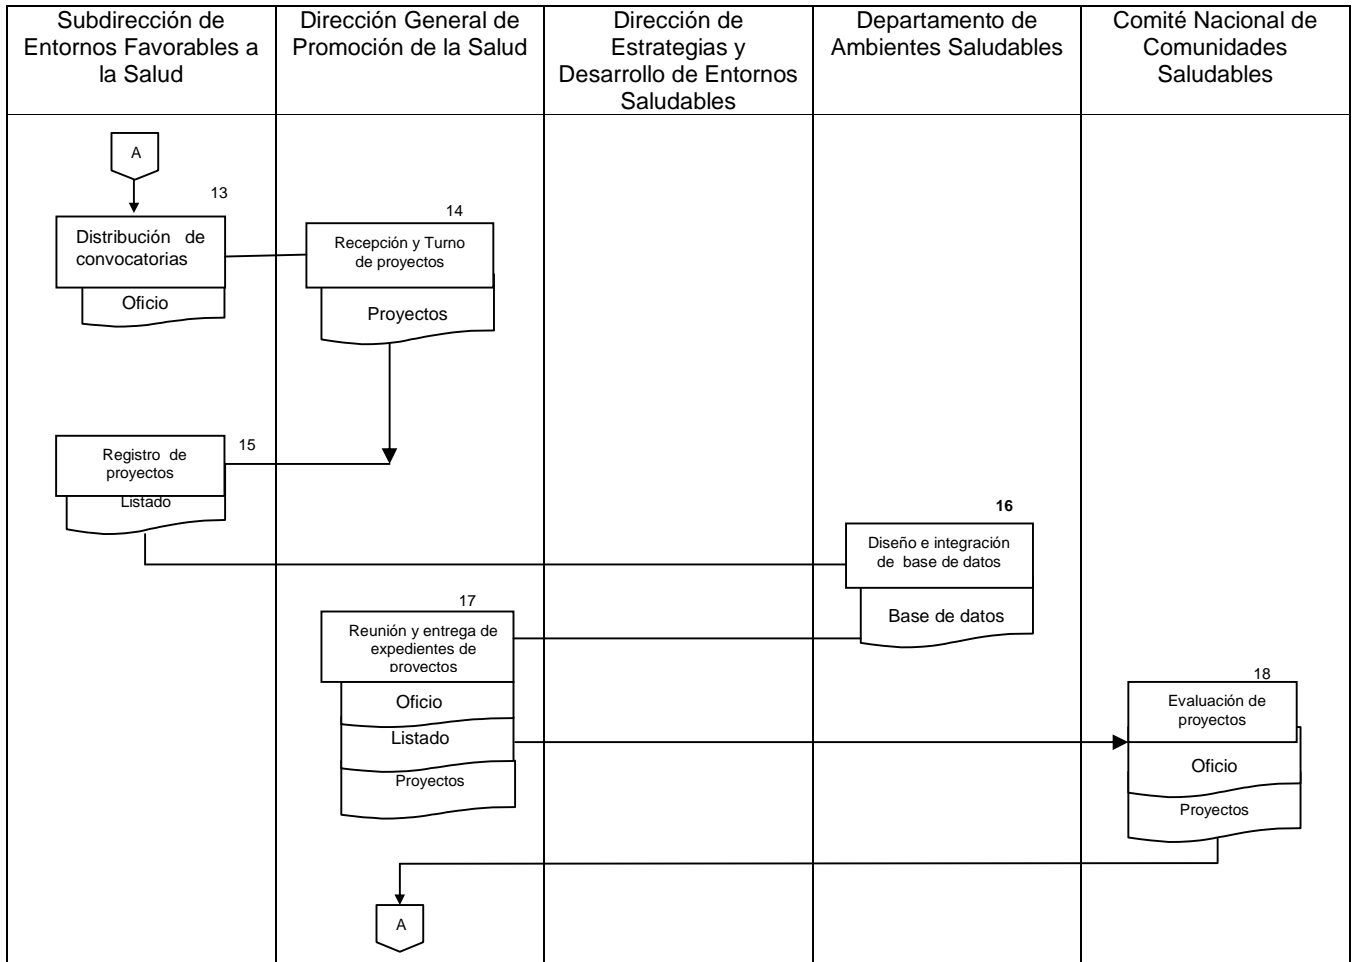 Subdirección de
Entornos Favorables a
la Salud
Dirección General de
Promoción de la Salud
Dirección de
Estrategias y
Desarrollo de Entornos
Saludables
Departamento de
Ambientes Saludables
Comité Nacional de
Comunidades
Saludables
A
13
Distribución de
convocatorias
Oficio
14
Recepción y Turno
de proyectos
Proyectos
15
Registro de
proyectos
Listado
16
Diseño e integración
de base de datos
Base de datos
17
Reunión y entrega de
expedientes de
proyectos
Oficio
Listado
Proyectos
18
Evaluación de
proyectos
Oficio
Proyectos
A